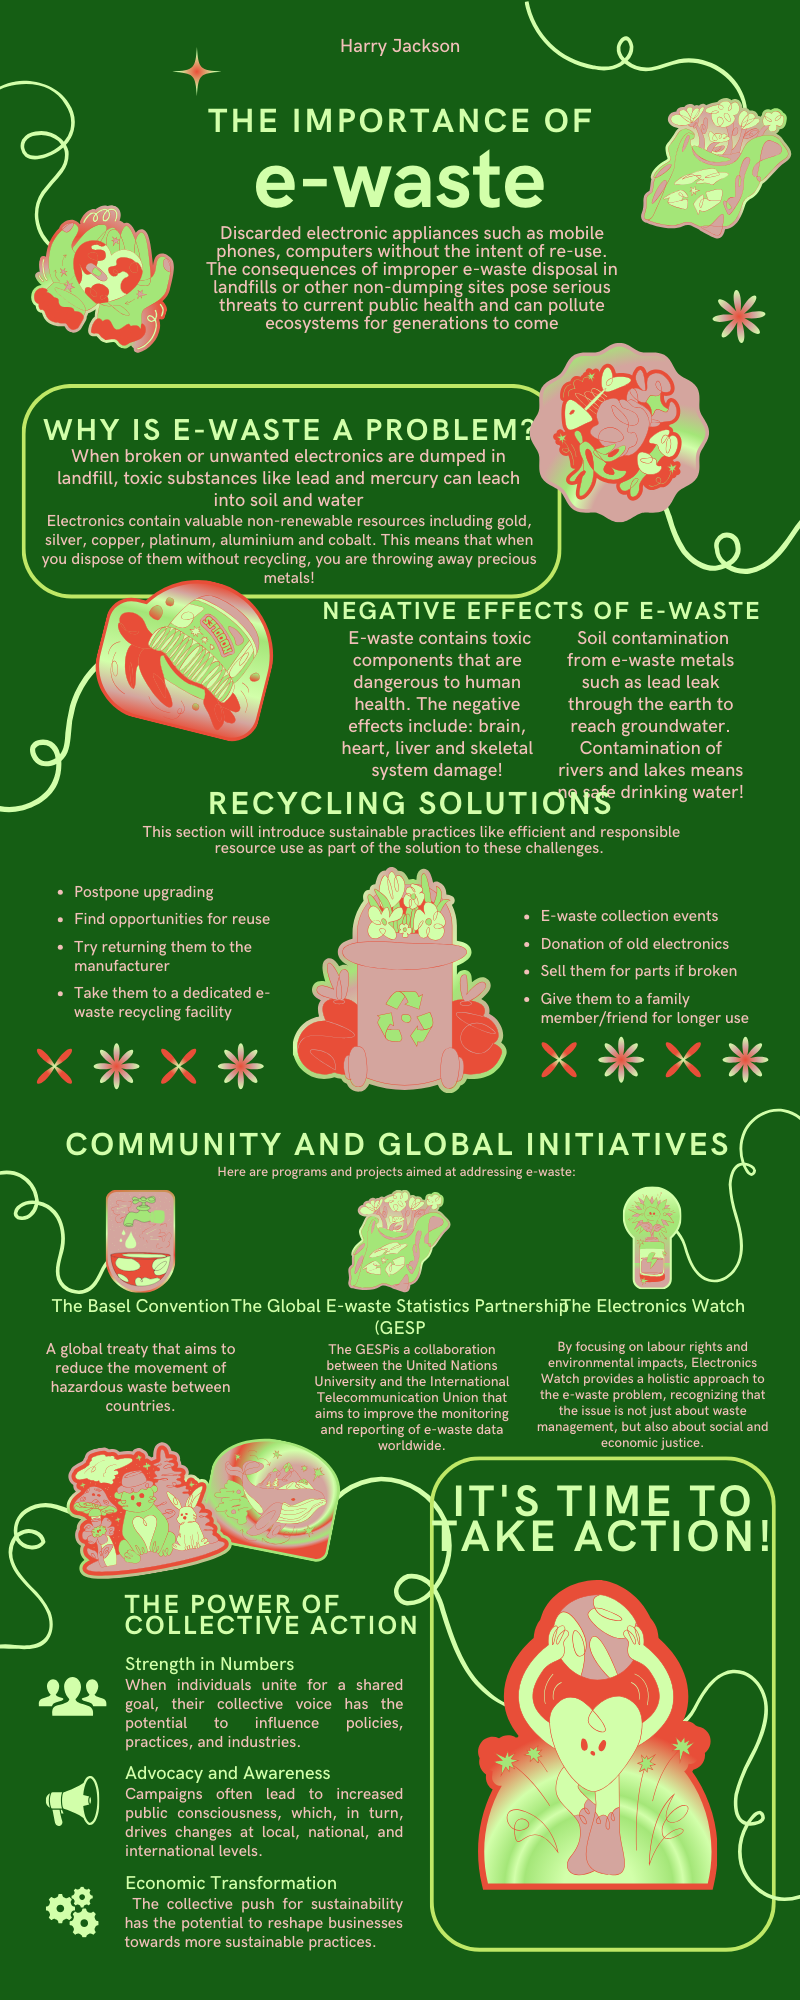 Harry Jackson
THE IMPORTANCE OF
e-waste
Discarded electronic appliances such as mobile
phones, computers without the intent of re-use.
The consequences of improper e-waste disposal in
landfills or other non-dumping sites pose serious
threats to current public health and can pollute
ecosystems for generations to come
WHY IS E-WASTE A PROBLEM?
When broken or unwanted electronics are dumped in
landfill, toxic substances like lead and mercury can leach
into soil and water
Electronics contain valuable non-renewable resources including gold,
silver, copper, platinum, aluminium and cobalt. This means that when
you dispose of them without recycling, you are throwing away precious
metals!
NOODLES
NEGATIVE EFFECTS OF E-WASTE
E-waste contains toxic
components that are
dangerous to human
health. The negative
effects include: brain,
heart, liver and skeletal
system damage!
Soil contamination
from e-waste metals
such as lead leak
through the earth to
reach groundwater.
Contamination of
rivers and lakes means
no safe drinking water!
RECYCLING SOLUTIONS
This section will introduce sustainable practices like efficient and responsible
resource use as part of the solution to these challenges.
• Postpone upgrading
• Find opportunities for reuse
• Try returning them to the
manufacturer
• Take them to a dedicated e-
waste recycling facility
• E-waste collection events
• Donation of old electronics
• Sell them for parts if broken
• Give them to a family
member/friend for longer use
COMMUNITY AND GLOBAL INITIATIVES
Here are programs and projects aimed at addressing e-waste:
The Basel Convention
A global treaty that aims to
reduce the movement of
hazardous waste between
countries.
The Global E-waste Statistics Partnership
(GESP
The GESPis a collaboration
between the United Nations
University and the International
Telecommunication Union that
aims to improve the monitoring
and reporting of e-waste data
worldwide.
The Electronics Watch
By focusing on labour rights and
environmental impacts, Electronics
Watch provides a holistic approach to
the e-waste problem, recognizing that
the issue is not just about waste
management, but also about social and
economic justice.
IT'S TIME TO
TAKE ACTION!
THE POWER OF
COLLECTIVE ACTION
Strength in Numbers
When individuals unite for a shared
goal, their collective voice has the
potential to influence policies,
practices, and industries.
Advocacy and Awareness
Campaigns often lead to increased
public consciousness, which, in turn,
drives changes at local, national, and
international levels.
Economic Transformation
The collective push for sustainability
has the potential to reshape businesses
towards more sustainable practices.